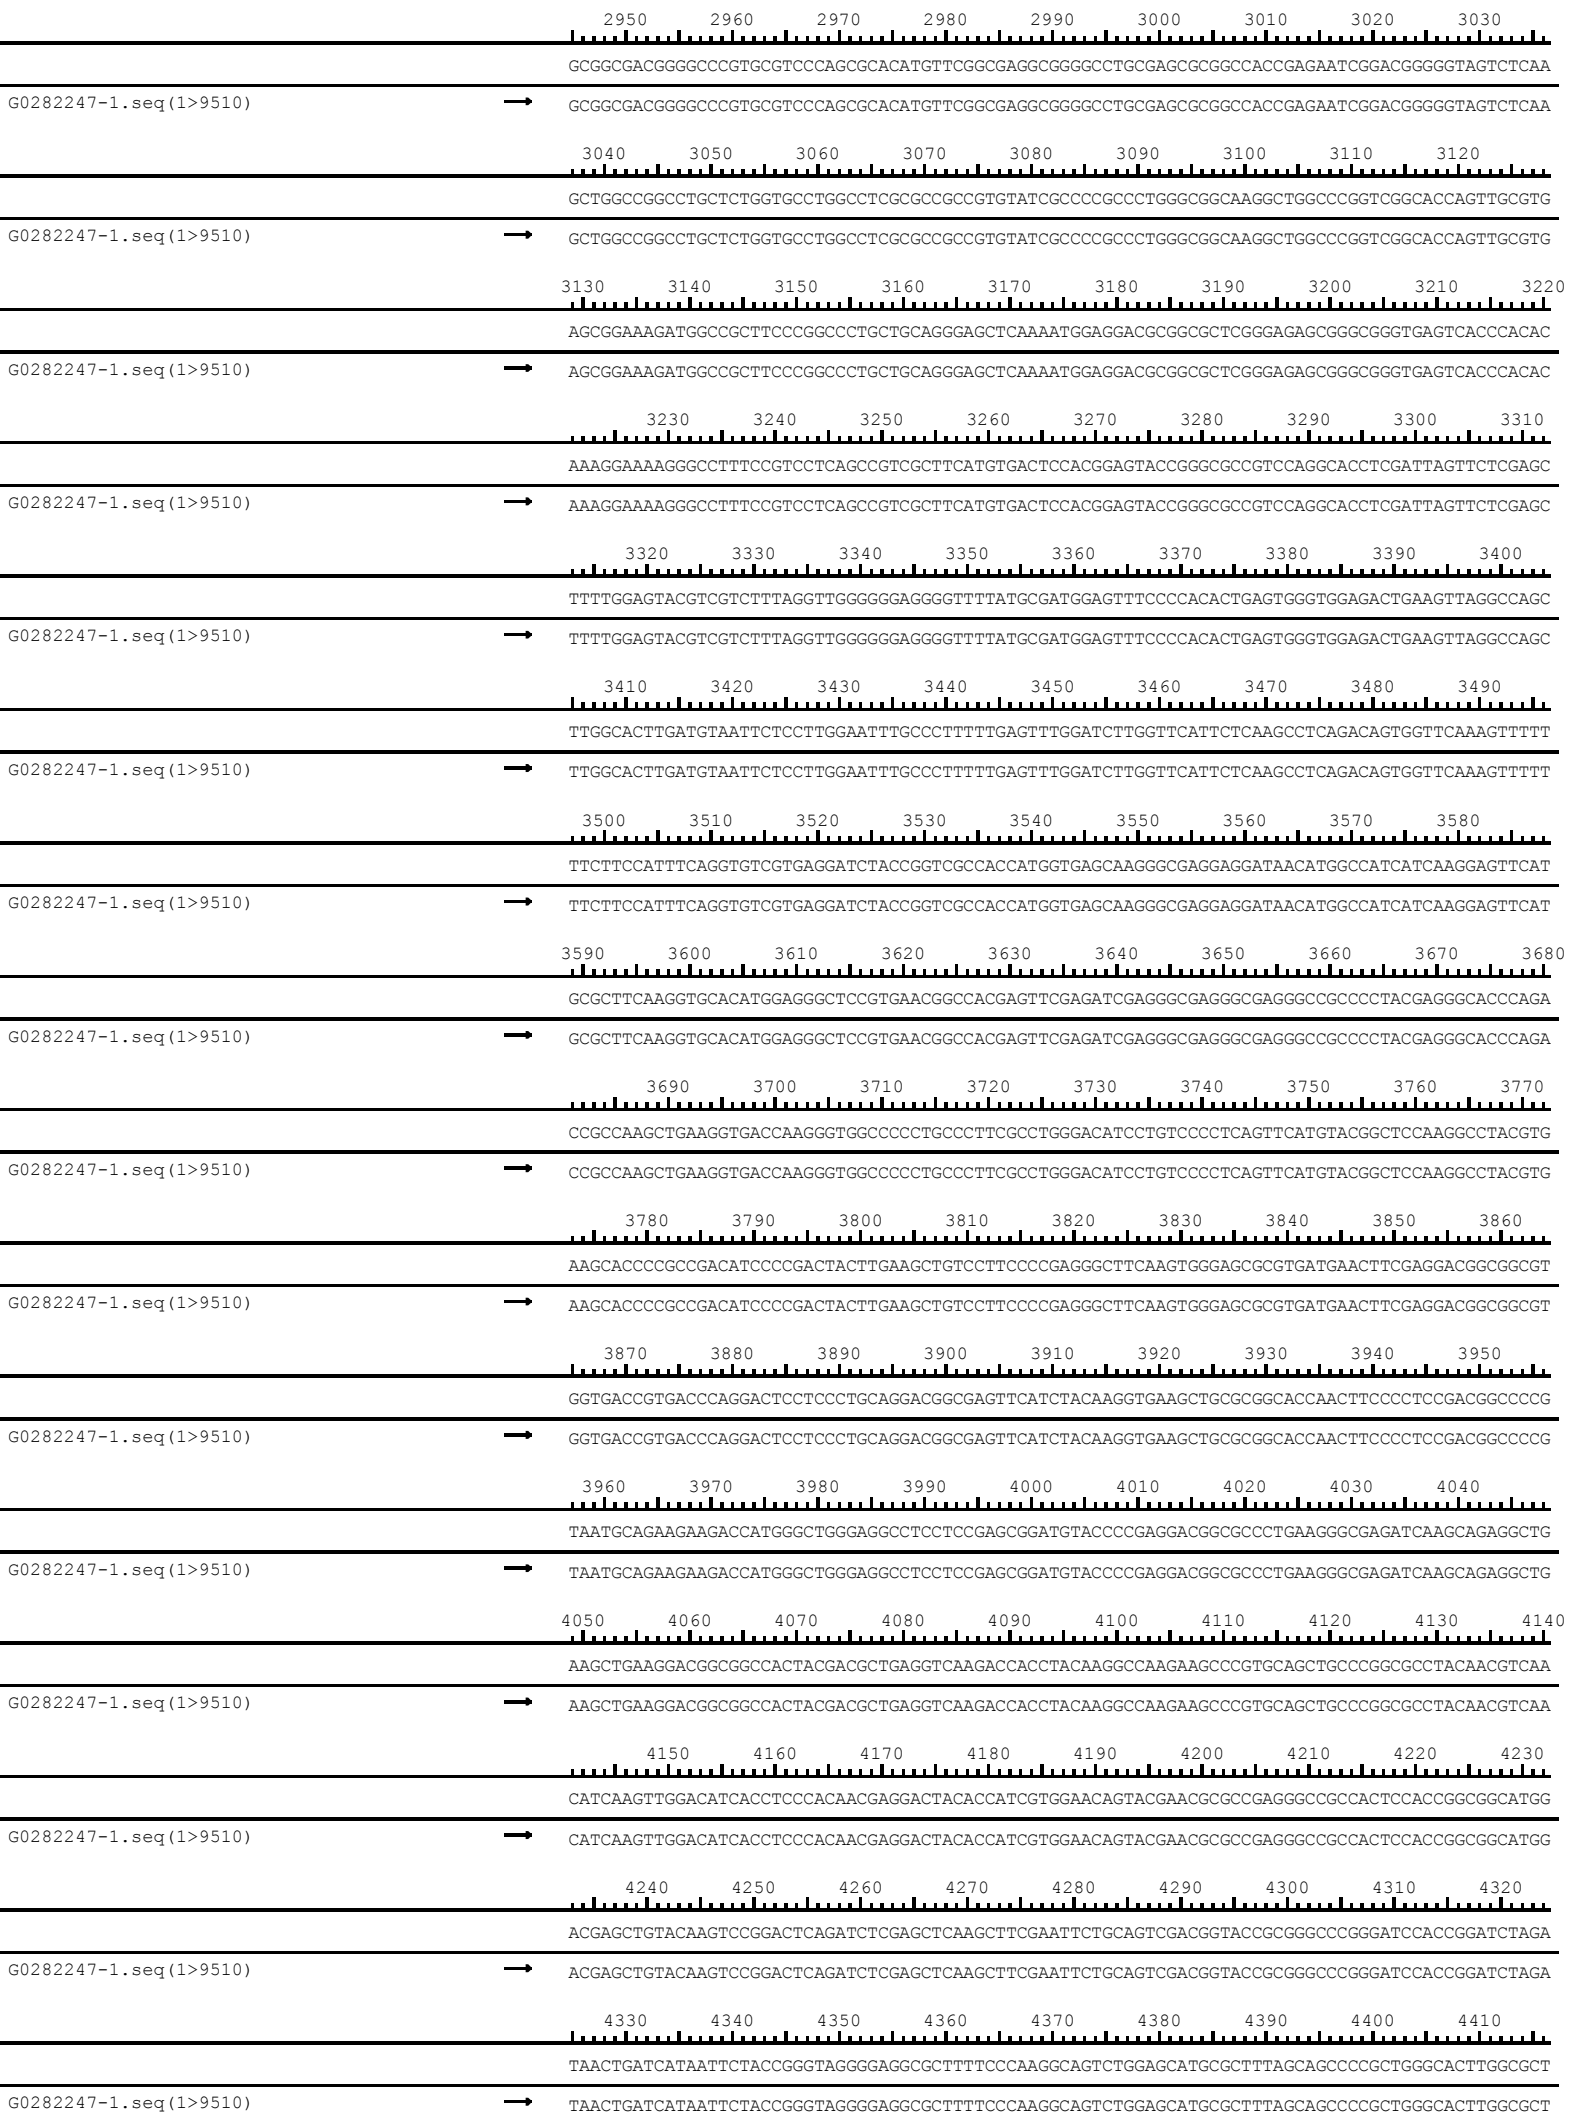 2950 2960 2970 2980 2990 3000 3010 3020 3030
GCGGCGACGGGGCCCGTGCGTCCCAGCGCACATGTTCGGCGAGGCGGGGCCTGCGAGCGCGGCCACCGAGAATCGGACGGGGGTAGTCTCAA
G0282247-1.seq(1>9510) → GCGGCGACGGGGCCCGTGCGTCCCAGCGCACATGTTCGGCGAGGCGGGGCCTGCGAGCGCGGCCACCGAGAATCGGACGGGGGTAGTCTCAA
3040 3050 3060 3070 3080 3090 3100 3110 3120
GCTGGCCGGCCTGCTCTGGTGCCTGGCCTCGCGCCGCCGTGTATCGCCCCGCCCTGGGCGGCAAGGCTGGCCCGGTCGGCACCAGTTGCGTG
G0282247-1.seq(1>9510) → GCTGGCCGGCCTGCTCTGGTGCCTGGCCTCGCGCCGCCGTGTATCGCCCCGCCCTGGGCGGCAAGGCTGGCCCGGTCGGCACCAGTTGCGTG
3130 3140 3150 3160 3170 3180 3190 3200 3210 3220
AGCGGAAAGATGGCCGCTTCCCGGCCCTGCTGCAGGGAGCTCAAAATGGAGGACGCGGCGCTCGGGAGAGCGGGCGGGTGAGTCACCCACAC
G0282247-1.seq(1>9510) → AGCGGAAAGATGGCCGCTTCCCGGCCCTGCTGCAGGGAGCTCAAAATGGAGGACGCGGCGCTCGGGAGAGCGGGCGGGTGAGTCACCCACAC
3230 3240 3250 3260 3270 3280 3290 3300 3310
AAAGGAAAAGGGCCTTTCCGTCCTCAGCCGTCGCTTCATGTGACTCCACGGAGTACCGGGCGCCGTCCAGGCACCTCGATTAGTTCTCGAGC
G0282247-1.seq(1>9510) → AAAGGAAAAGGGCCTTTCCGTCCTCAGCCGTCGCTTCATGTGACTCCACGGAGTACCGGGCGCCGTCCAGGCACCTCGATTAGTTCTCGAGC
3320 3330 3340 3350 3360 3370 3380 3390 3400
TTTTGGAGTACGTCGTCTTTAGGTTGGGGGGAGGGGTTTTATGCGATGGAGTTTCCCCACACTGAGTGGGTGGAGACTGAAGTTAGGCCAGC
G0282247-1.seq(1>9510) → TTTTGGAGTACGTCGTCTTTAGGTTGGGGGGAGGGGTTTTATGCGATGGAGTTTCCCCACACTGAGTGGGTGGAGACTGAAGTTAGGCCAGC
3410 3420 3430 3440 3450 3460 3470 3480 3490
TTGGCACTTGATGTAATTCTCCTTGGAATTTGCCCTTTTTGAGTTTGGATCTTGGTTCATTCTCAAGCCTCAGACAGTGGTTCAAAGTTTTT
G0282247-1.seq(1>9510) → TTGGCACTTGATGTAATTCTCCTTGGAATTTGCCCTTTTTGAGTTTGGATCTTGGTTCATTCTCAAGCCTCAGACAGTGGTTCAAAGTTTTT
3500 3510 3520 3530 3540 3550 3560 3570 3580
TTCTTCCATTTCAGGTGTCGTGAGGATCTACCGGTCGCCACCATGGTGAGCAAGGGCGAGGAGGATAACATGGCCATCATCAAGGAGTTCAT
G0282247-1.seq(1>9510) → TTCTTCCATTTCAGGTGTCGTGAGGATCTACCGGTCGCCACCATGGTGAGCAAGGGCGAGGAGGATAACATGGCCATCATCAAGGAGTTCAT
3590 3600 3610 3620 3630 3640 3650 3660 3670 3680
GCGCTTCAAGGTGCACATGGAGGGCTCCGTGAACGGCCACGAGTTCGAGATCGAGGGCGAGGGCGAGGGCCGCCCCTACGAGGGCACCCAGA
G0282247-1.seq(1>9510) → GCGCTTCAAGGTGCACATGGAGGGCTCCGTGAACGGCCACGAGTTCGAGATCGAGGGCGAGGGCGAGGGCCGCCCCTACGAGGGCACCCAGA
3690 3700 3710 3720 3730 3740 3750 3760 3770
CCGCCAAGCTGAAGGTGACCAAGGGTGGCCCCCTGCCCTTCGCCTGGGACATCCTGTCCCCTCAGTTCATGTACGGCTCCAAGGCCTACGTG
G0282247-1.seq(1>9510) → CCGCCAAGCTGAAGGTGACCAAGGGTGGCCCCCTGCCCTTCGCCTGGGACATCCTGTCCCCTCAGTTCATGTACGGCTCCAAGGCCTACGTG
3780 3790 3800 3810 3820 3830 3840 3850 3860
AAGCACCCCGCCGACATCCCCGACTACTTGAAGCTGTCCTTCCCCGAGGGCTTCAAGTGGGAGCGCGTGATGAACTTCGAGGACGGCGGCGT
G0282247-1.seq(1>9510) → AAGCACCCCGCCGACATCCCCGACTACTTGAAGCTGTCCTTCCCCGAGGGCTTCAAGTGGGAGCGCGTGATGAACTTCGAGGACGGCGGCGT
3870 3880 3890 3900 3910 3920 3930 3940 3950
GGTGACCGTGACCCAGGACTCCTCCCTGCAGGACGGCGAGTTCATCTACAAGGTGAAGCTGCGCGGCACCAACTTCCCCTCCGACGGCCCCG
G0282247-1.seq(1>9510) → GGTGACCGTGACCCAGGACTCCTCCCTGCAGGACGGCGAGTTCATCTACAAGGTGAAGCTGCGCGGCACCAACTTCCCCTCCGACGGCCCCG
3960 3970 3980 3990 4000 4010 4020 4030 4040
TAATGCAGAAGAAGACCATGGGCTGGGAGGCCTCCTCCGAGCGGATGTACCCCGAGGACGGCGCCCTGAAGGGCGAGATCAAGCAGAGGCTG
G0282247-1.seq(1>9510) → TAATGCAGAAGAAGACCATGGGCTGGGAGGCCTCCTCCGAGCGGATGTACCCCGAGGACGGCGCCCTGAAGGGCGAGATCAAGCAGAGGCTG
4050 4060 4070 4080 4090 4100 4110 4120 4130 4140
AAGCTGAAGGACGGCGGCCACTACGACGCTGAGGTCAAGACCACCTACAAGGCCAAGAAGCCCGTGCAGCTGCCCGGCGCCTACAACGTCAA
G0282247-1.seq(1>9510) → AAGCTGAAGGACGGCGGCCACTACGACGCTGAGGTCAAGACCACCTACAAGGCCAAGAAGCCCGTGCAGCTGCCCGGCGCCTACAACGTCAA
4150 4160 4170 4180 4190 4200 4210 4220 4230
CATCAAGTTGGACATCACCTCCCACAACGAGGACTACACCATCGTGGAACAGTACGAACGCGCCGAGGGCCGCCACTCCACCGGCGGCATGG
G0282247-1.seq(1>9510) → CATCAAGTTGGACATCACCTCCCACAACGAGGACTACACCATCGTGGAACAGTACGAACGCGCCGAGGGCCGCCACTCCACCGGCGGCATGG
4240 4250 4260 4270 4280 4290 4300 4310 4320
ACGAGCTGTACAAGTCCGGACTCAGATCTCGAGCTCAAGCTTCGAATTCTGCAGTCGACGGTACCGCGGGCCCGGGATCCACCGGATCTAGA
G0282247-1.seq(1>9510) → ACGAGCTGTACAAGTCCGGACTCAGATCTCGAGCTCAAGCTTCGAATTCTGCAGTCGACGGTACCGCGGGCCCGGGATCCACCGGATCTAGA
4330 4340 4350 4360 4370 4380 4390 4400 4410
TAACTGATCATAATTCTACCGGGTAGGGGAGGCGCTTTTCCCAAGGCAGTCTGGAGCATGCGCTTTAGCAGCCCCGCTGGGCACTTGGCGCT
G0282247-1.seq(1>9510) → TAACTGATCATAATTCTACCGGGTAGGGGAGGCGCTTTTCCCAAGGCAGTCTGGAGCATGCGCTTTAGCAGCCCCGCTGGGCACTTGGCGCT